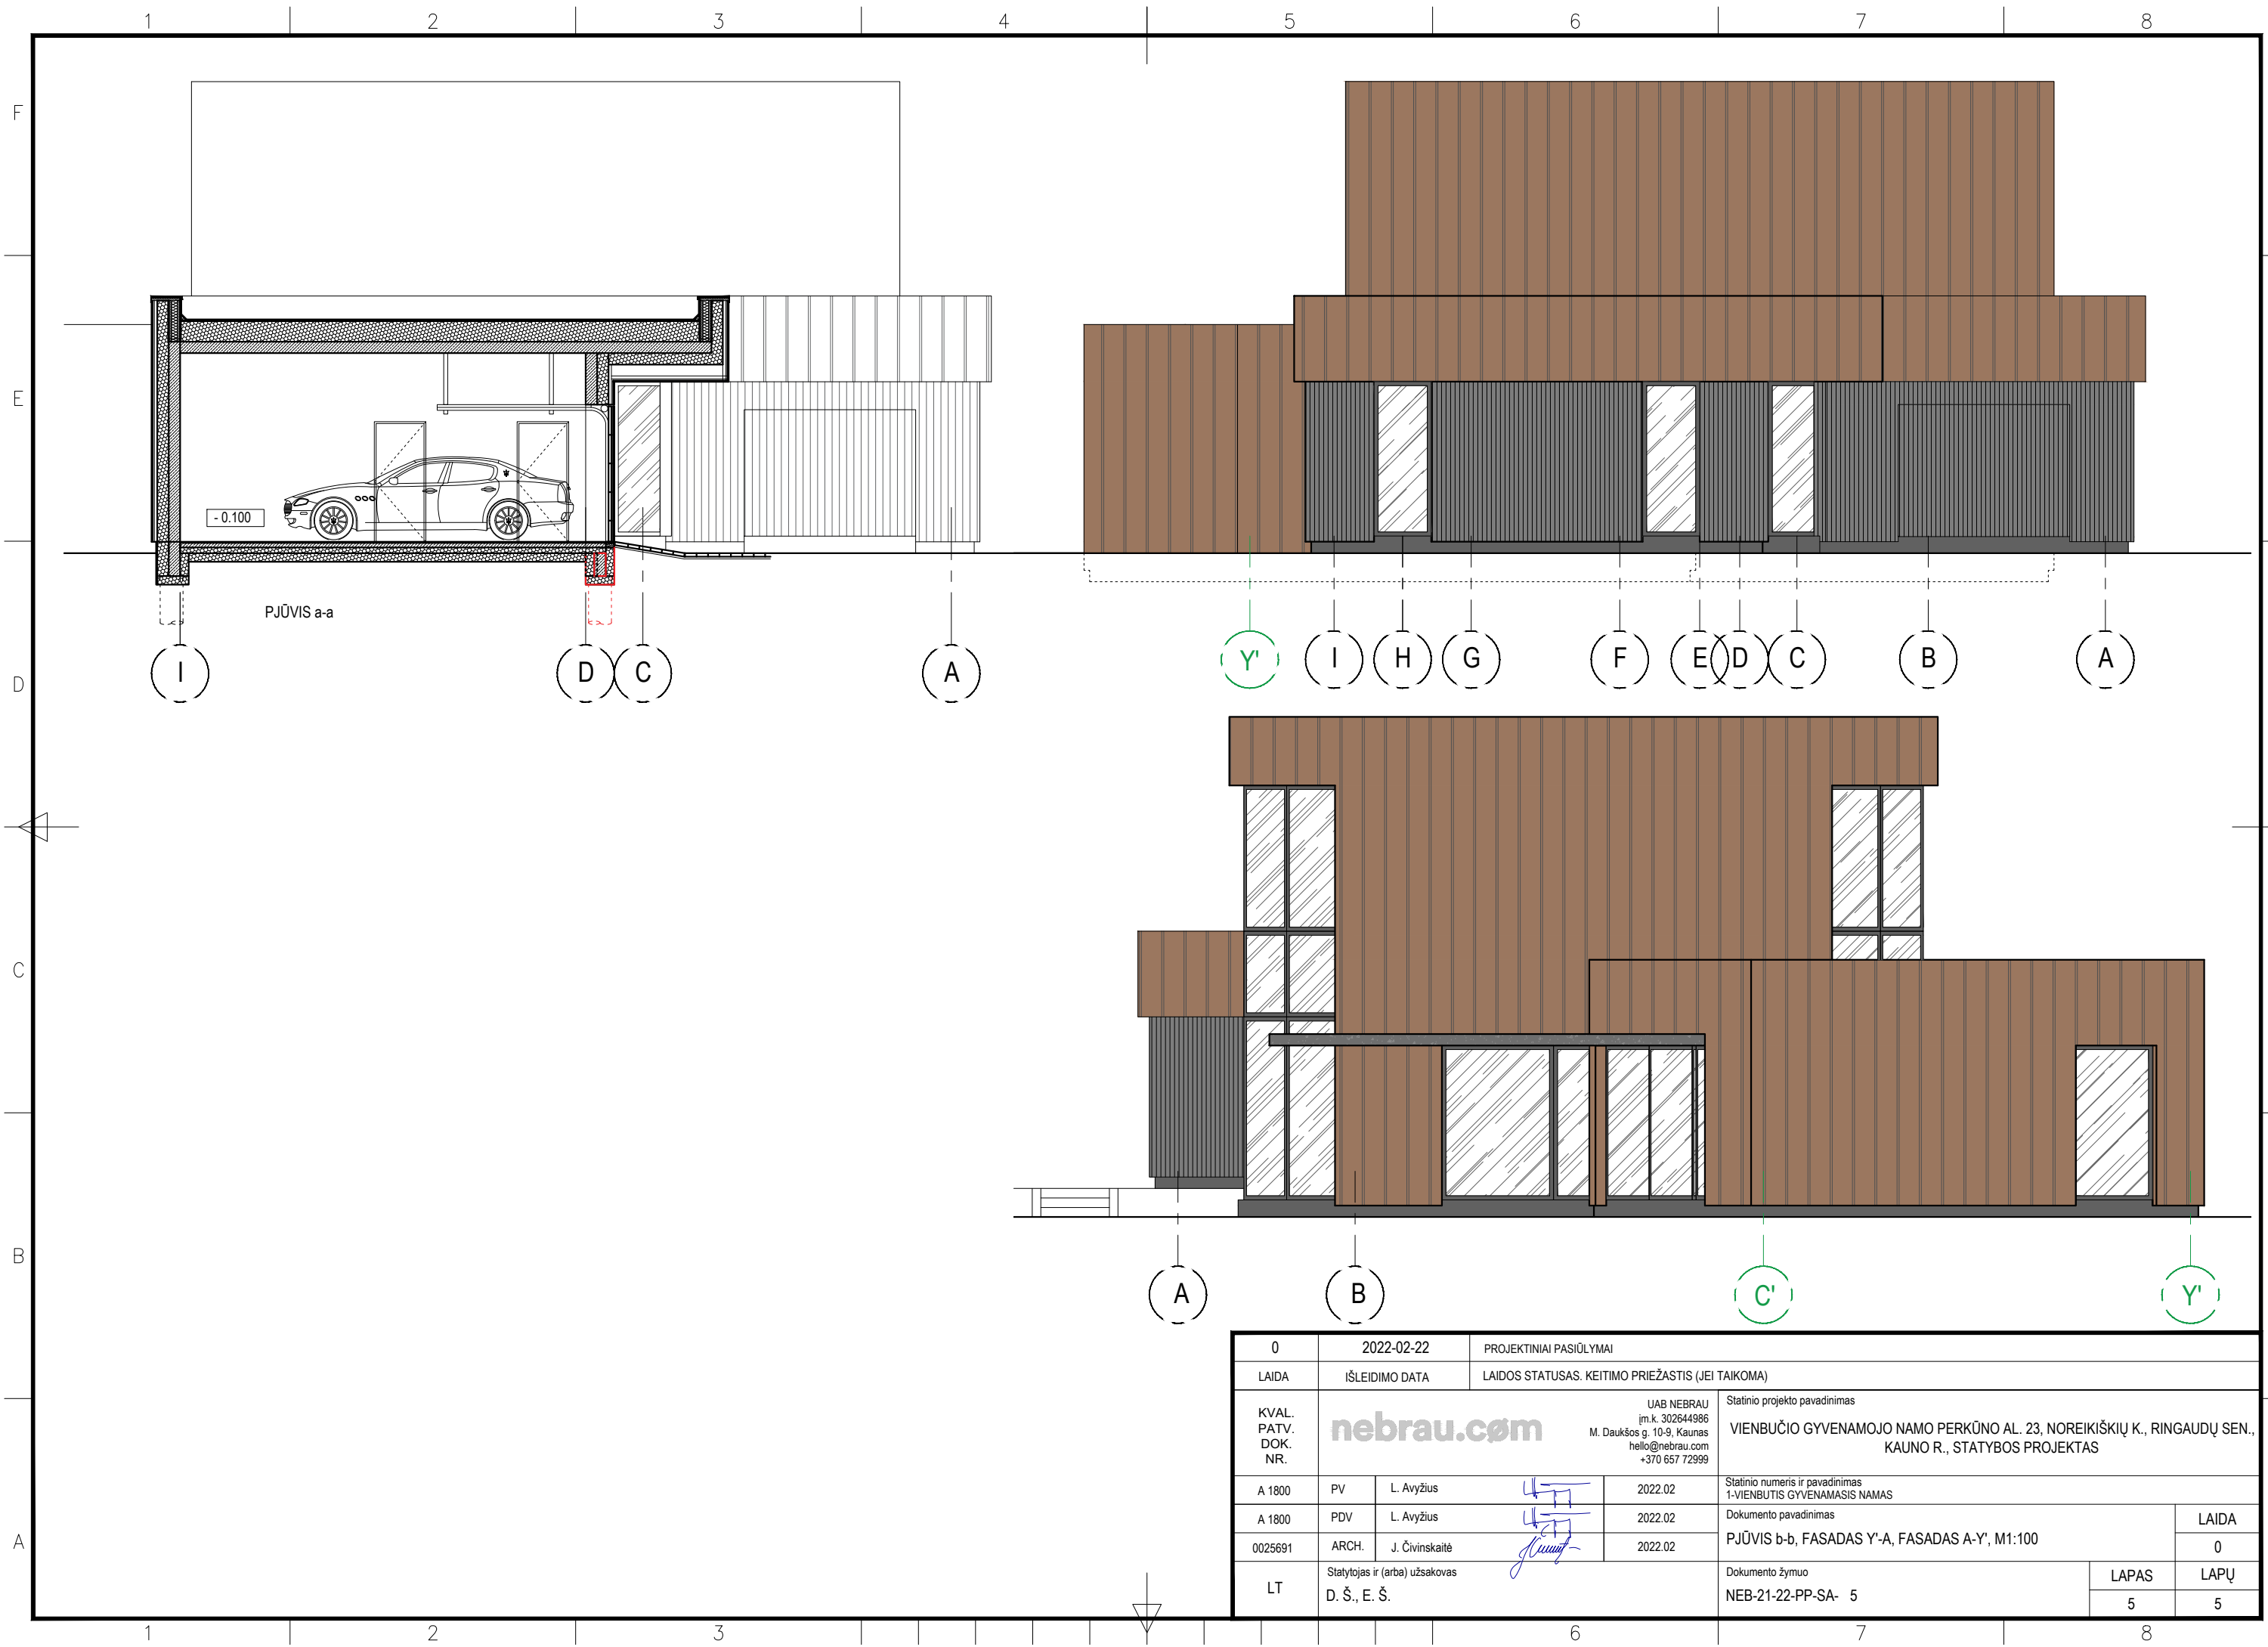 1 2 3 4 5 6 7 8
F
E
D
C
B
A
- 0.100
PJŪVIS a-a
I D C A
Y' I H G F E D C B A
A B C' Y'
0 2022-02-22 PROJEKTINIAI PASIŪLYMAI
LAIDA IŠLEIDIMO DATA LAIDOS STATUSAS. KEITIMO PRIEŽASTIS (JEI TAIKOMA)
KVAL.
PATV.
DOK.
NR.
nebrau.cøm
UAB NEBRAU
įm.k. 302644986
M. Daukšos g. 10-9, Kaunas
hello@nebrau.com
+370 657 72999
Statinio projekto pavadinimas
VIENBUČIO GYVENAMOJO NAMO PERKŪNO AL. 23, NOREIKIŠKIŲ K., RINGAUDŲ SEN.,
KAUNO R., STATYBOS PROJEKTAS
A 1800 PV L. Avyžius 2022.02
Statinio numeris ir pavadinimas
1-VIENBUTIS GYVENAMASIS NAMAS
A 1800 PDV L. Avyžius 2022.02
Dokumento pavadinimas
PJŪVIS b-b, FASADAS Y'-A, FASADAS A-Y', M1:100
LAIDA
0
0025691 ARCH. J. Čivinskaitė 2022.02
LT
Statytojas ir (arba) užsakovas
D. Š., E. Š.
Dokumento žymuo
NEB-21-22-PP-SA- 5
LAPAS LAPŲ
5 5
1 2 3 6 7 8